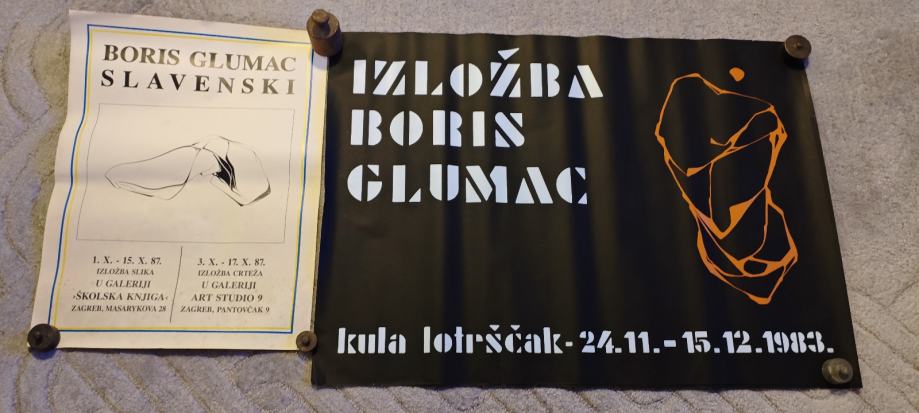 BORIS GLUMAC
SLAVENSKI
1. X. - 15. X. 87.
IZLOŽBA SLIKA
U GALERIJI
›ŠKOLSKA KNJIGA‹
ZAGREB, MASARYKOVA 28
3. X. - 17. X. 87.
IZLOŽBA CRTEŽA
U GALERIJI
ART STUDIO 9
ZAGREB, PANTOVČAK 9
IZLOŽBA
BORIS
GLUMAC
kula lotrščak - 24.11. - 15.12.1983.